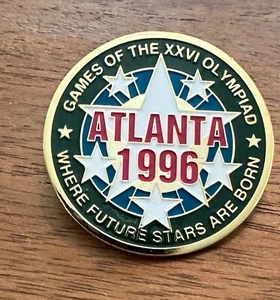 GAMES OF THE XXVI OLYMPIAD
ATLANTA
1996
WHERE FUTURE STARS ARE BORN